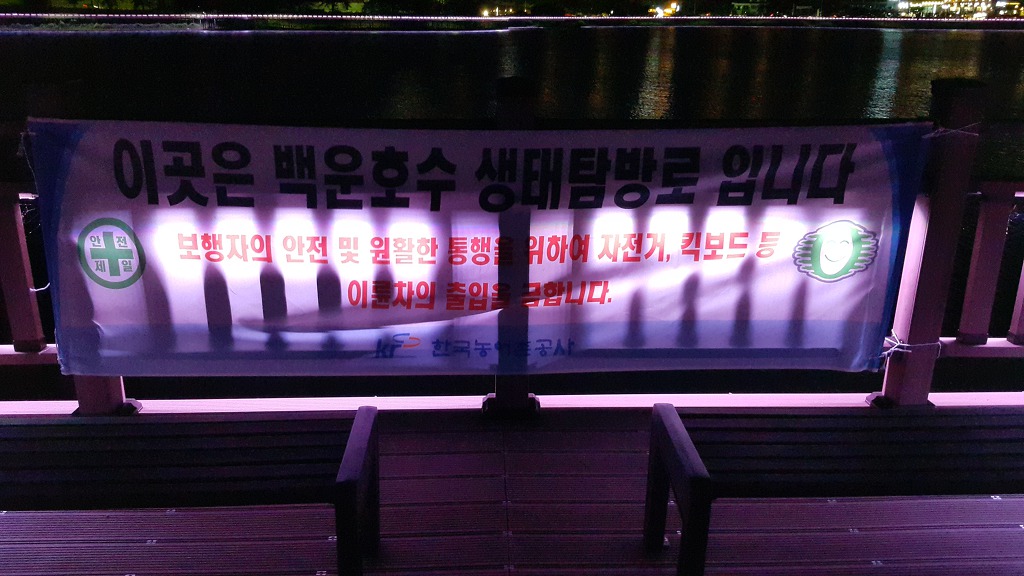 이곳은 백운호수 생태탐방로 입니다
안전
제일
보행자의 안전 및 원활한 통행을 위하여 자전거, 킥보드 등
이륜차의 출입을 금합니다.
한국농어촌공사